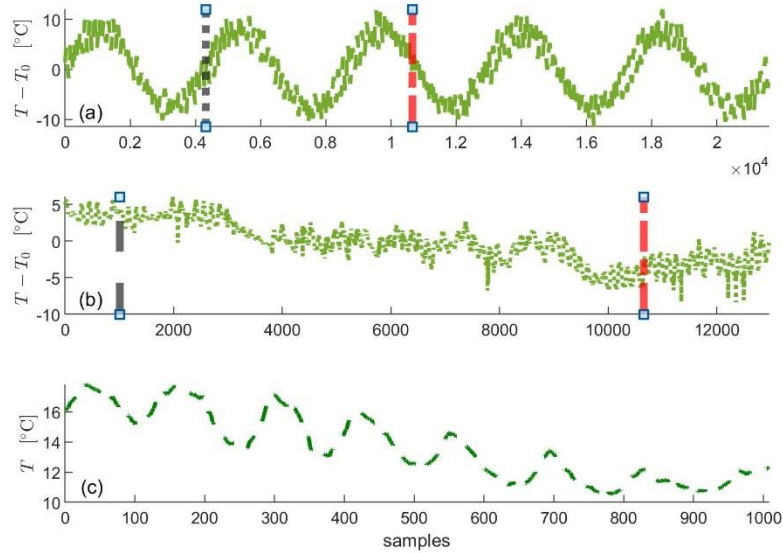 10
0
-10
T − T₀ [°C]
(a)
0 0.2 0.4 0.6 0.8 1 1.2 1.4 1.6 1.8 2
×10⁴
5
0
-5
-10
T − T₀ [°C]
(b)
0 2000 4000 6000 8000 10000 12000
16
14
12
10
T [°C]
(c)
0 100 200 300 400 500 600 700 800 900 1000
samples